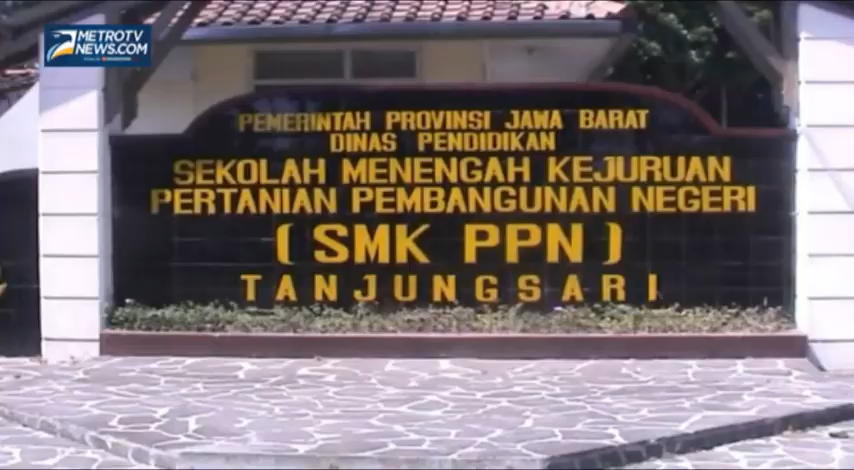 METROTV
NEWS.COM
PEMERINTAH PROVINSI JAWA BARAT
DINAS PENDIDIKAN
SEKOLAH MENENGAH KEJURUAN
PERTANIAN PEMBANGUNAN NEGERI
( SMK PPN )
TANJUNGSARI